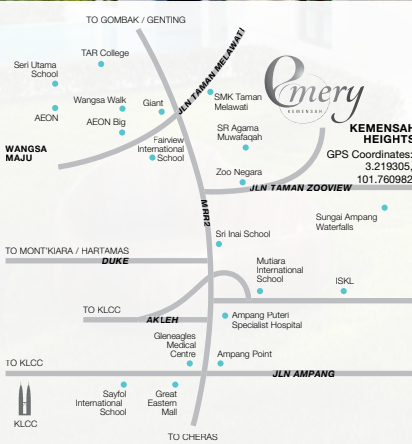 TO GOMBAK / GENTING
TAR College
Seri Utama
School
JLN TAMAN MELAWATI
Wangsa Walk
Giant
SMK Taman
Melawati
emery
KEMENSAH
AEON
AEON Big
SR Agama
Muwafaqah
KEMENSAH
HEIGHTS
GPS Coordinates:
3.219305,
101.760982
WANGSA
MAJU
Fairview
International
School
Zoo Negara
JLN TAMAN ZOOVIEW
MRR2
Sungai Ampang
Waterfalls
Sri Inai School
TO MONT'KIARA / HARTAMAS
DUKE
Mutiara
International
School
ISKL
TO KLCC
AKLEH
Ampang Puteri
Specialist Hospital
Gleneagles
Medical
Centre
Ampang Point
TO KLCC
JLN AMPANG
KLCC
Sayfol
International
School
Great
Eastern
Mall
TO CHERAS